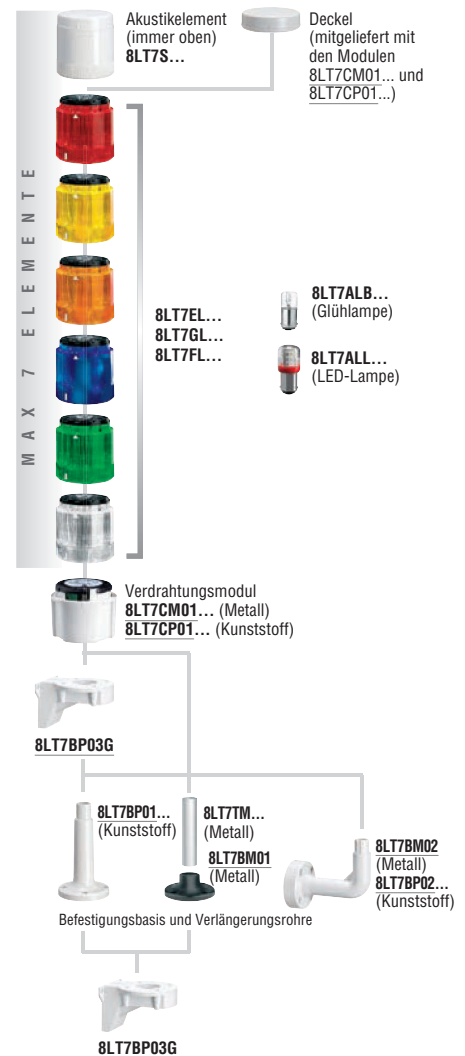 Akustikelement
(immer oben)
8LT7S...
Deckel
(mitgeliefert mit
den Modulen
8LT7CM01... und
8LT7CP01...)
MAX 7 ELEMENTE
8LT7EL...
8LT7GL...
8LT7FL...
8LT7ALB...
(Glühlampe)
8LT7ALL...
(LED-Lampe)
Verdrahtungsmodul
8LT7CM01... (Metall)
8LT7CP01... (Kunststoff)
8LT7BP03G
8LT7BP01...
(Kunststoff)
8LT7TM...
(Metall)
8LT7BM01
(Metall)
8LT7BM02
(Metall)
8LT7BP02...
(Kunststoff)
Befestigungsbasis und Verlängerungsrohre
8LT7BP03G